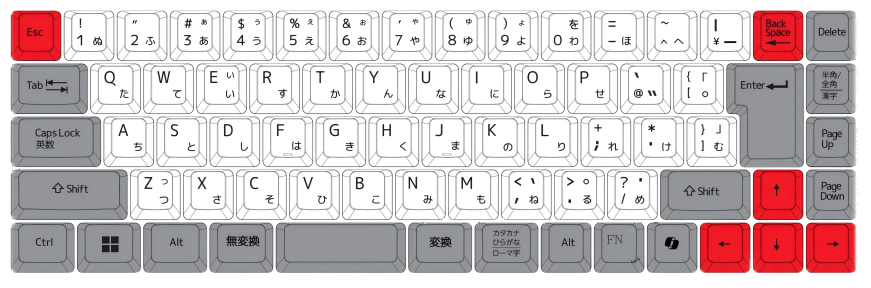 Esc ! 1 ぬ " 2 ふ # ぁ 3 あ $ ぅ 4 う % ぇ 5 え & ぉ 6 お ' ゃ 7 や ( ゅ 8 ゆ ) ょ 9 よ を 0 わ = - ほ ~ ^ へ | ¥ ー Back Space ← Delete
Tab Q た W て E ぃ い R す T か Y ん U な I に O ら P せ ` @ ゛ { 「 [ ゜ Enter 半角/ 全角 漢字
Caps Lock 英数 A ち S と D し F は G き H く J ま K の L り + ; れ * : け } 」 ] む Page Up
⇧ Shift Z っ つ X さ C そ V ひ B こ N み M も < 、 , ね > 。 . る ? ・ / め ⇧ Shift ↑ Page Down
Ctrl Alt 無変換 変換 カタカナ ひらがな ローマ字 Alt FN ← ↓ →